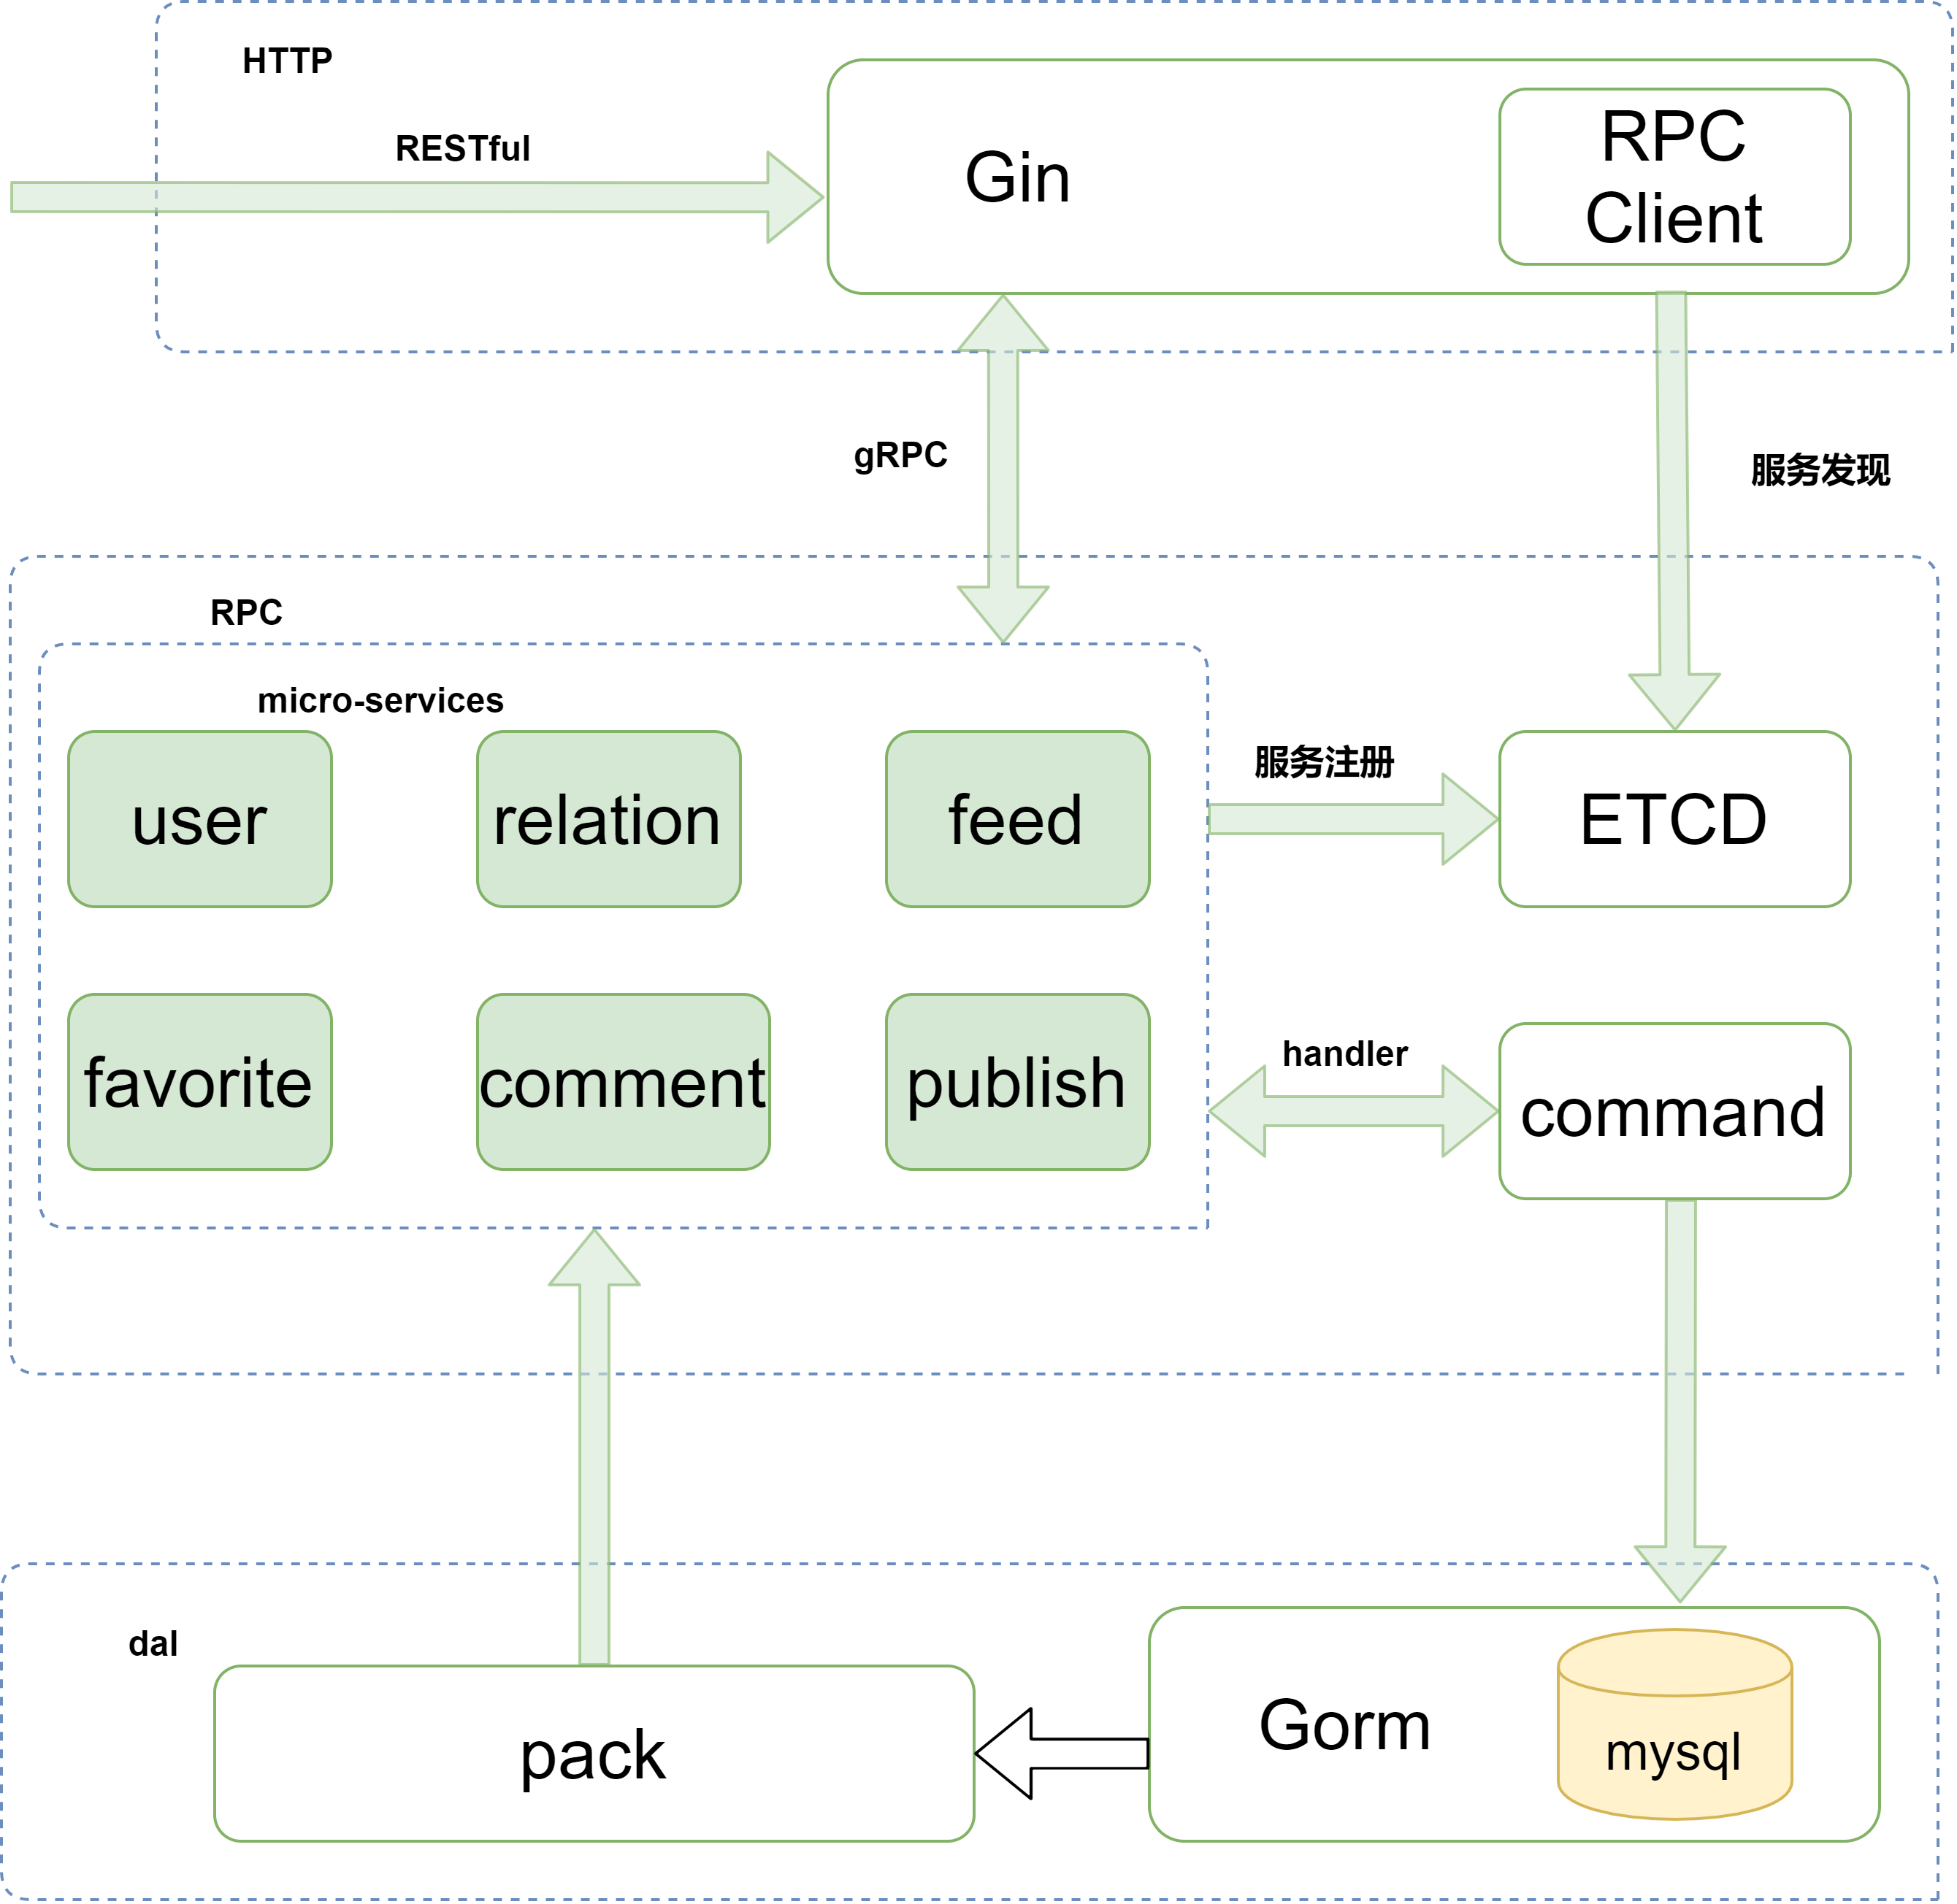 HTTP
RESTful
Gin
RPC
Client
gRPC
服务发现
RPC
micro-services
user
relation
feed
服务注册
ETCD
favorite
comment
publish
handler
command
dal
pack
Gorm
mysql